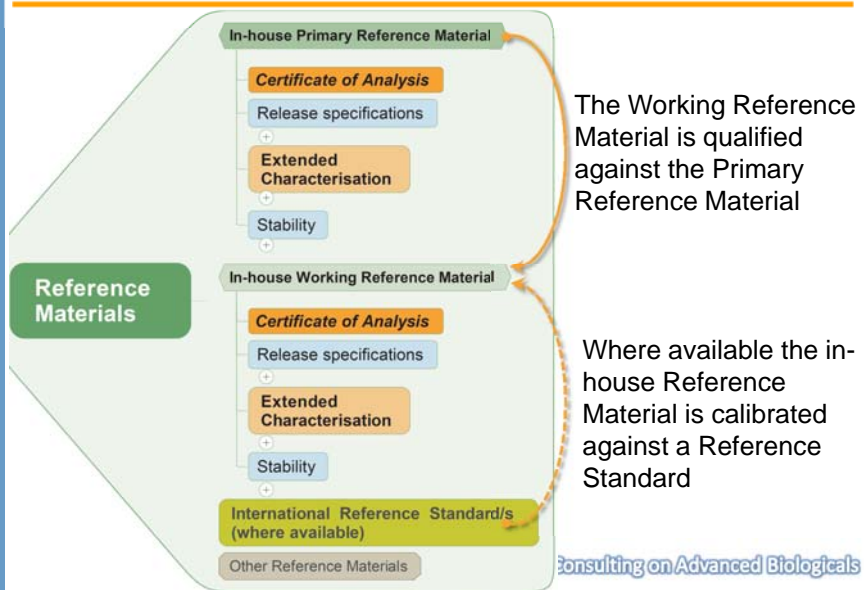 In-house Primary Reference Material
Certificate of Analysis
Release specifications
Extended
Characterisation
Stability
The Working Reference
Material is qualified
against the Primary
Reference Material
Reference
Materials
In-house Working Reference Material
Certificate of Analysis
Release specifications
Extended
Characterisation
Stability
Where available the in-
house Reference
Material is calibrated
against a Reference
Standard
International Reference Standard/s
(where available)
Other Reference Materials
Consulting on Advanced Biologicals